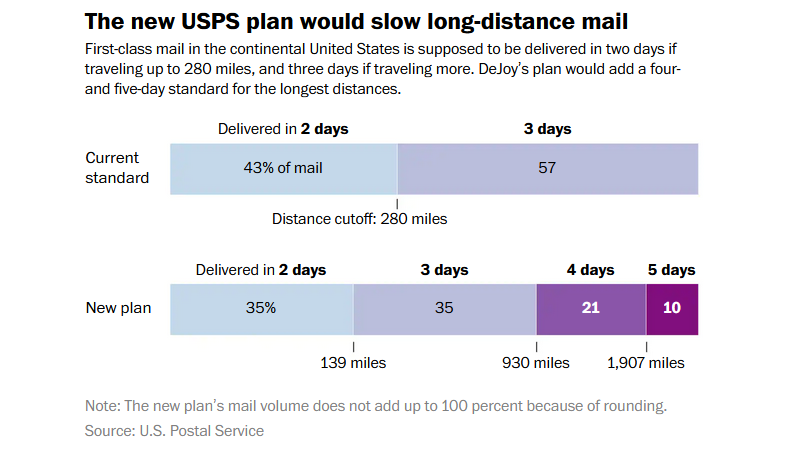 The new USPS plan would slow long-distance mail
First-class mail in the continental United States is supposed to be delivered in two days if
traveling up to 280 miles, and three days if traveling more. DeJoy’s plan would add a four-
and five-day standard for the longest distances.
Delivered in 2 days 3 days
Current
standard
43% of mail 57
Distance cutoff: 280 miles
Delivered in 2 days 3 days 4 days 5 days
New plan 35% 35 21 10
139 miles 930 miles 1,907 miles
Note: The new plan’s mail volume does not add up to 100 percent because of rounding.
Source: U.S. Postal Service